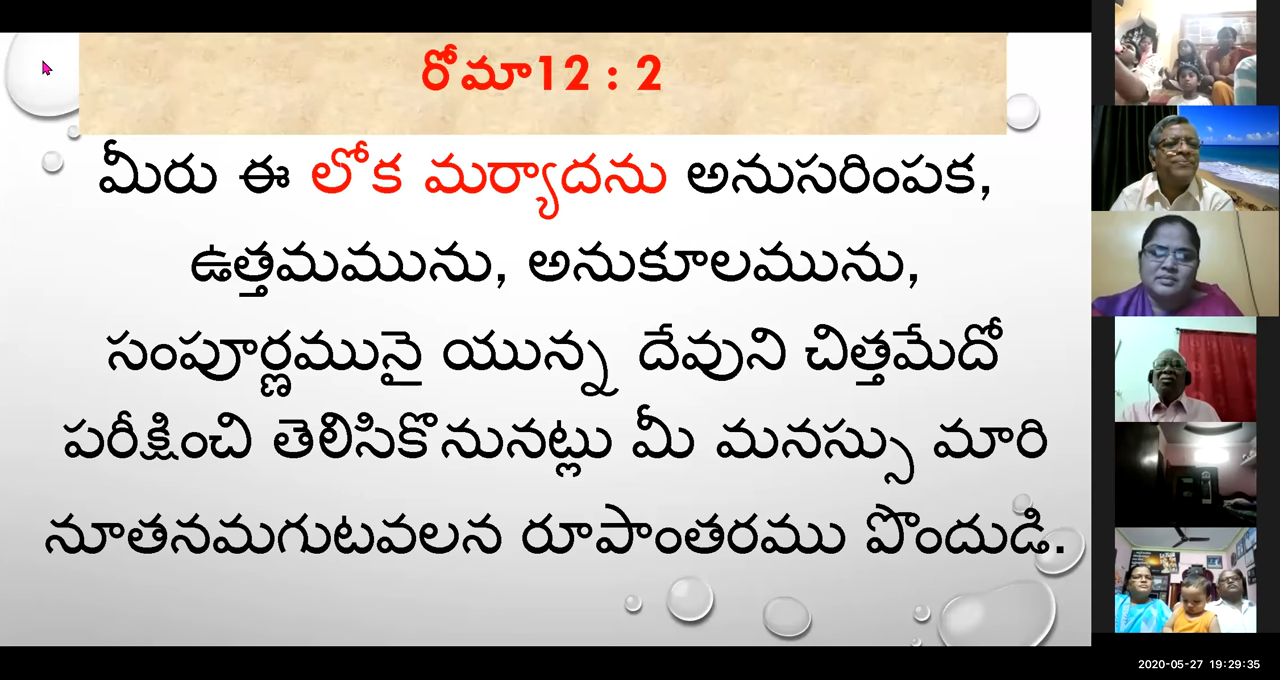 రోమా12 : 2
మీరు ఈ లోక మర్యాదను అనుసరింపక,
ఉత్తమమును, అనుకూలమును,
సంపూర్ణమునై యున్న దేవుని చిత్తమేదో
పరీక్షించి తెలిసికొనునట్లు మీ మనస్సు మారి
నూతనమగుటవలన రూపాంతరము పొందుడి.
2020-05-27 19:29:35